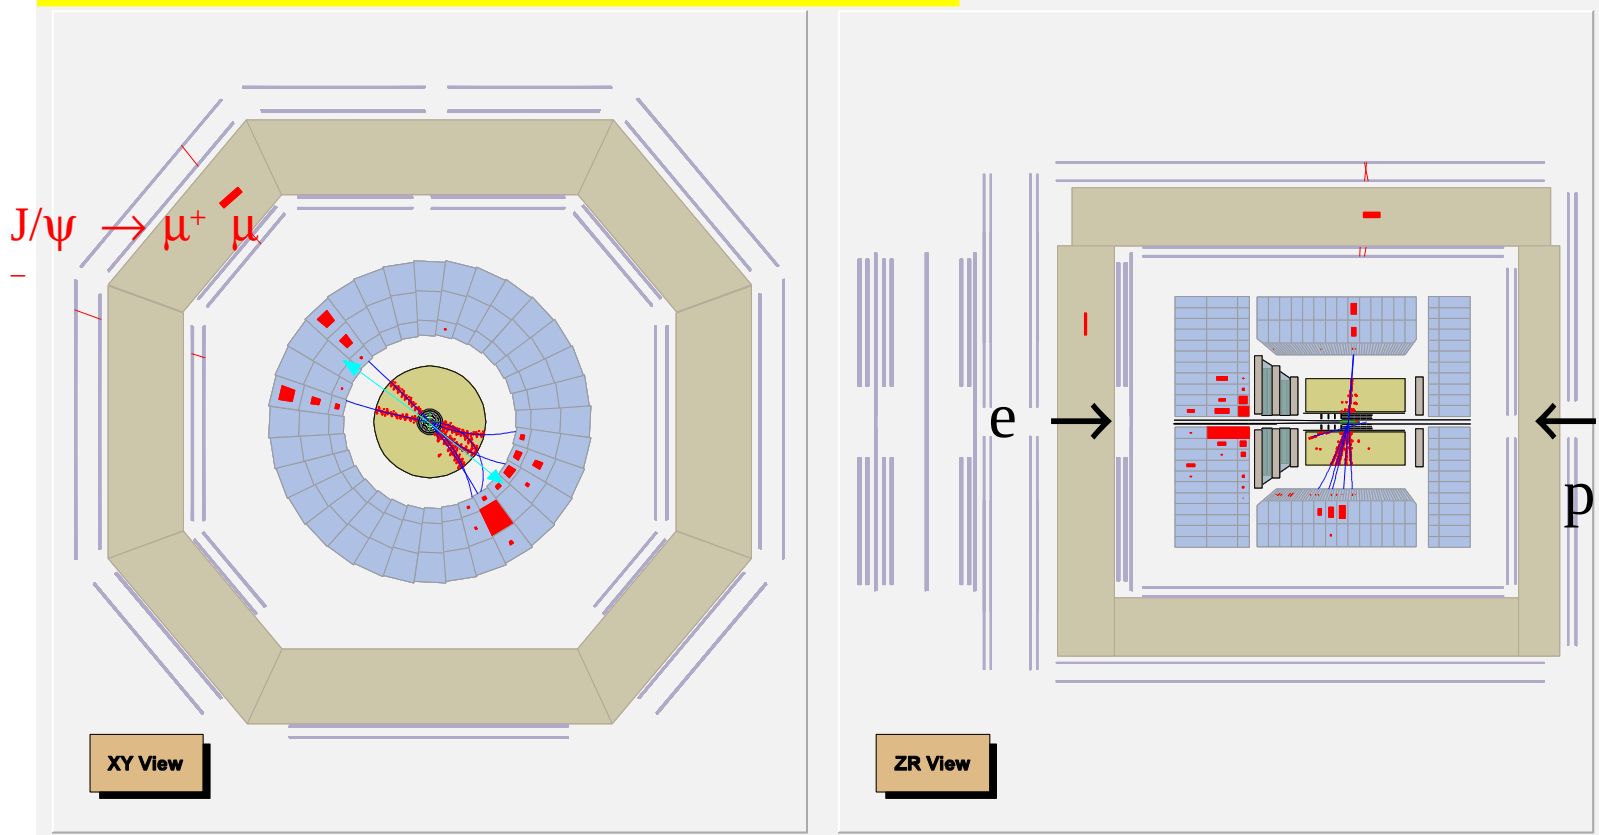 J/ψ → μ⁺ μ
–
e →
←
p
XY View
ZR View